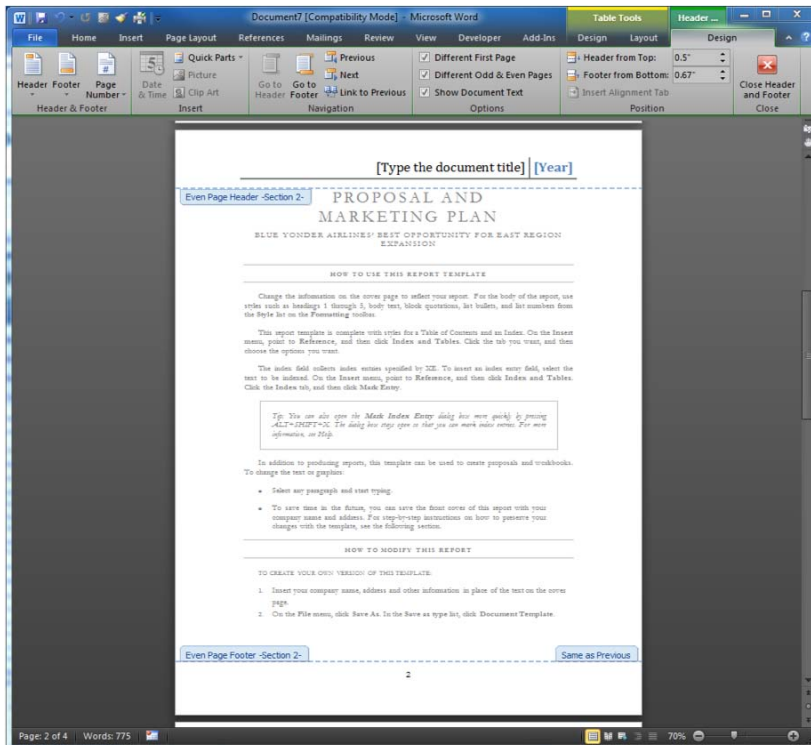 Document7 [Compatibility Mode] - Microsoft Word
Table Tools
Header ...
File Home Insert Page Layout References Mailings Review View Developer Add-Ins Design Layout Design
Header Footer Page Number
Date & Time
Quick Parts
Picture
Clip Art
Go to Header Go to Footer
Previous
Next
Link to Previous
Different First Page
Different Odd & Even Pages
Show Document Text
Header from Top: 0.5"
Footer from Bottom: 0.67"
Insert Alignment Tab
Close Header and Footer
Header & Footer Insert Navigation Options Position Close
[Type the document title] [Year]
Even Page Header -Section 2-
PROPOSAL AND
MARKETING PLAN
BLUE YONDER AIRLINES' BEST OPPORTUNITY FOR EAST REGION
EXPANSION
HOW TO USE THIS REPORT TEMPLATE
Change the information on the cover page to reflect your report. For the body of the report, use
styles such as headings 1 through 5, body text, block quotations, list bullets, and list numbers from
the Style list on the Formatting toolbar.
This report template is complete with styles for a Table of Contents and an Index. On the Insert
menu, point to Reference, and then click Index and Tables. Click the tab you want, and then
choose the options you want.
The index field collects index entries specified by XE. To insert an index entry field, select the
text to be indexed. On the Insert menu, point to Reference, and then click Index and Tables.
Click the Index tab, and then click Mark Entry.
Tip: You can also open the Mark Index Entry dialog box more quickly by pressing
ALT+SHIFT+X. The dialog box stays open so that you can mark index entries. For more
information, see Help.
In addition to producing reports, this template can be used to create proposals and workbooks.
To change the text or graphics:
• Select any paragraph and start typing.
• To save time in the future, you can save the front cover of this report with your
company name and address. For step-by-step instructions on how to preserve your
changes with the template, see the following section.
HOW TO MODIFY THIS REPORT
TO CREATE YOUR OWN VERSION OF THIS TEMPLATE:
1. Insert your company name, address and other information in place of the text on the cover
page.
2. On the File menu, click Save As. In the Save as type list, click Document Template.
Even Page Footer -Section 2-
Same as Previous
2
Page: 2 of 4 Words: 775 70%